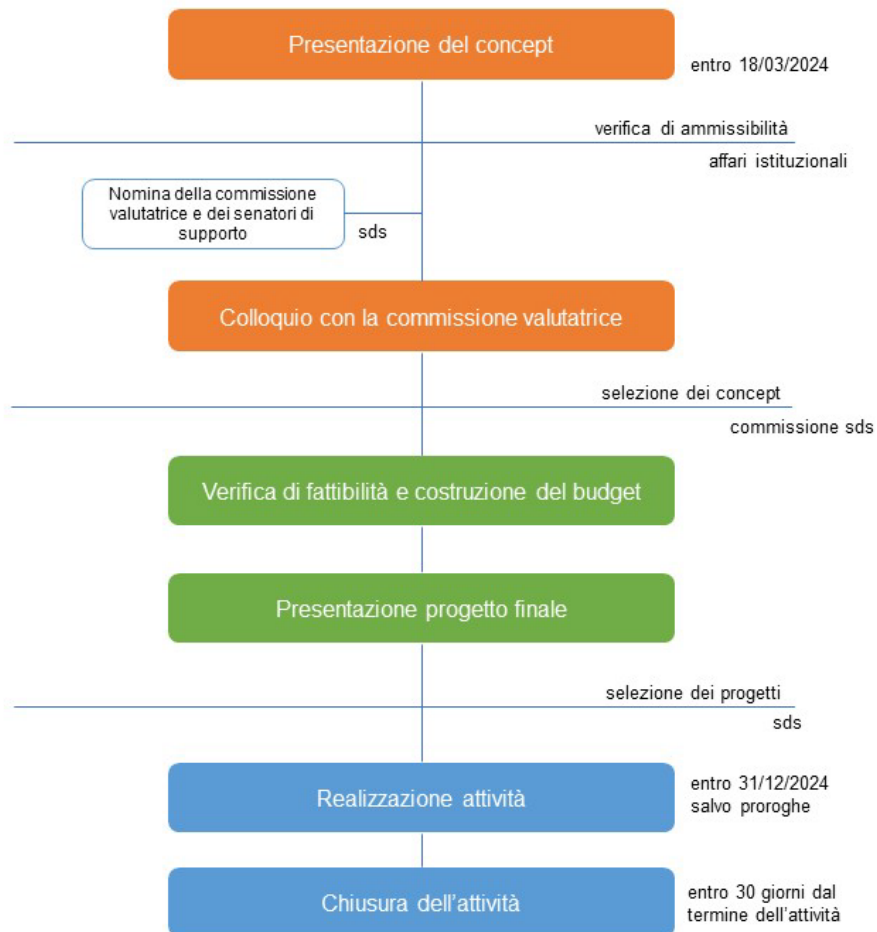 Presentazione del concept
entro 18/03/2024
verifica di ammissibilità
affari istituzionali
Nomina della commissione
valutatrice e dei senatori di
supporto
sds
Colloquio con la commissione valutatrice
selezione dei concept
commissione sds
Verifica di fattibilità e costruzione del budget
Presentazione progetto finale
selezione dei progetti
sds
Realizzazione attività
entro 31/12/2024
salvo proroghe
Chiusura dell'attività
entro 30 giorni dal
termine dell'attività